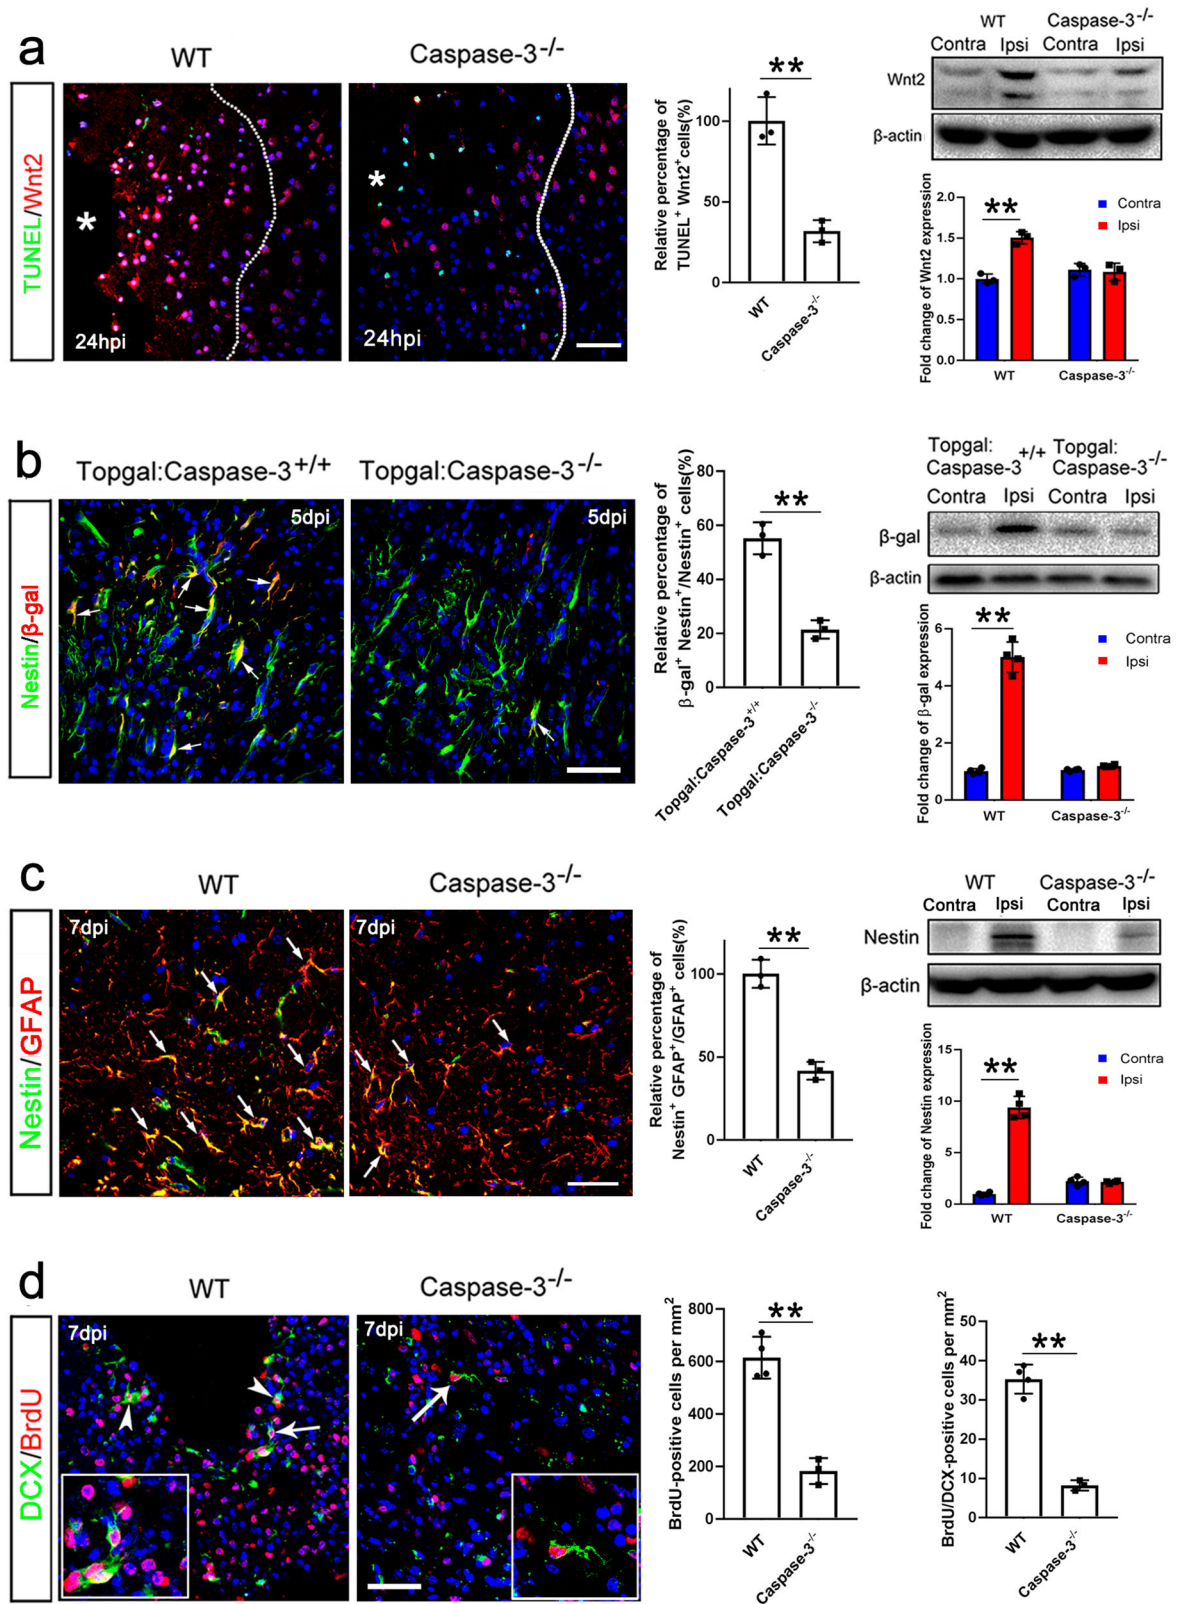 a
WT
Caspase-3-/-
TUNEL/Wnt2
*
24hpi
*
24hpi
Relative percentage of
TUNEL+ Wnt2+cells(%)
100
50
0
**
WT
Caspase-3-/-
WT Caspase-3-/-
Contra Ipsi Contra Ipsi
Wnt2
β-actin
Fold change of Wnt2 expression
2.0
1.5
1.0
0.5
0.0
**
Contra
Ipsi
WT
Caspase-3-/-
b
Topgal:Caspase-3+/+
Topgal:Caspase-3-/-
Nestin/β-gal
5dpi
5dpi
Relative percentage of
β-gal+ Nestin+/Nestin+ cells(%)
80
60
40
20
0
**
Topgal:Caspase-3+/+
Topgal:Caspase-3-/-
Topgal: Topgal:
Caspase-3+/+ Caspase-3-/-
Contra Ipsi Contra Ipsi
β-gal
β-actin
Fold change of β-gal expression
6
4
2
0
**
Contra
Ipsi
WT
Caspase-3-/-
c
WT
Caspase-3-/-
Nestin/GFAP
7dpi
7dpi
Relative percentage of
Nestin+ GFAP+/GFAP+ cells(%)
100
50
0
**
WT
Caspase-3-/-
WT Caspase-3-/-
Contra Ipsi Contra Ipsi
Nestin
β-actin
Fold change of Nestin expression
15
10
5
0
**
Contra
Ipsi
WT
Caspase-3-/-
d
WT
Caspase-3-/-
DCX/BrdU
7dpi
7dpi
BrdU-positive cells per mm2
800
600
400
200
0
**
WT
Caspase-3-/-
BrdU/DCX-positive cells per mm2
50
40
30
20
10
0
**
WT
Caspase-3-/-